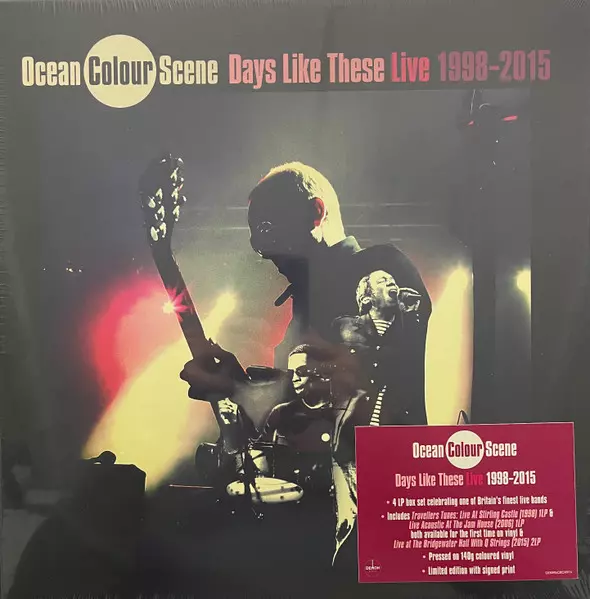 Ocean Colour Scene Days Like These Live 1998-2015
Ocean Colour Scene
Days Like These Live 1998-2015
• 4 LP box set celebrating one of Britain's finest live bands
• Includes Travellers Tunes: Live At Stirling Castle (1998) 1LP &
Live Acoustic At The Jam House (2006) 1LP
both available for the first time on vinyl &
Live at The Bridgewater Hall With Q Strings (2015) 2LP
• Pressed on 140g coloured vinyl
• Limited edition with signed print
DEMON